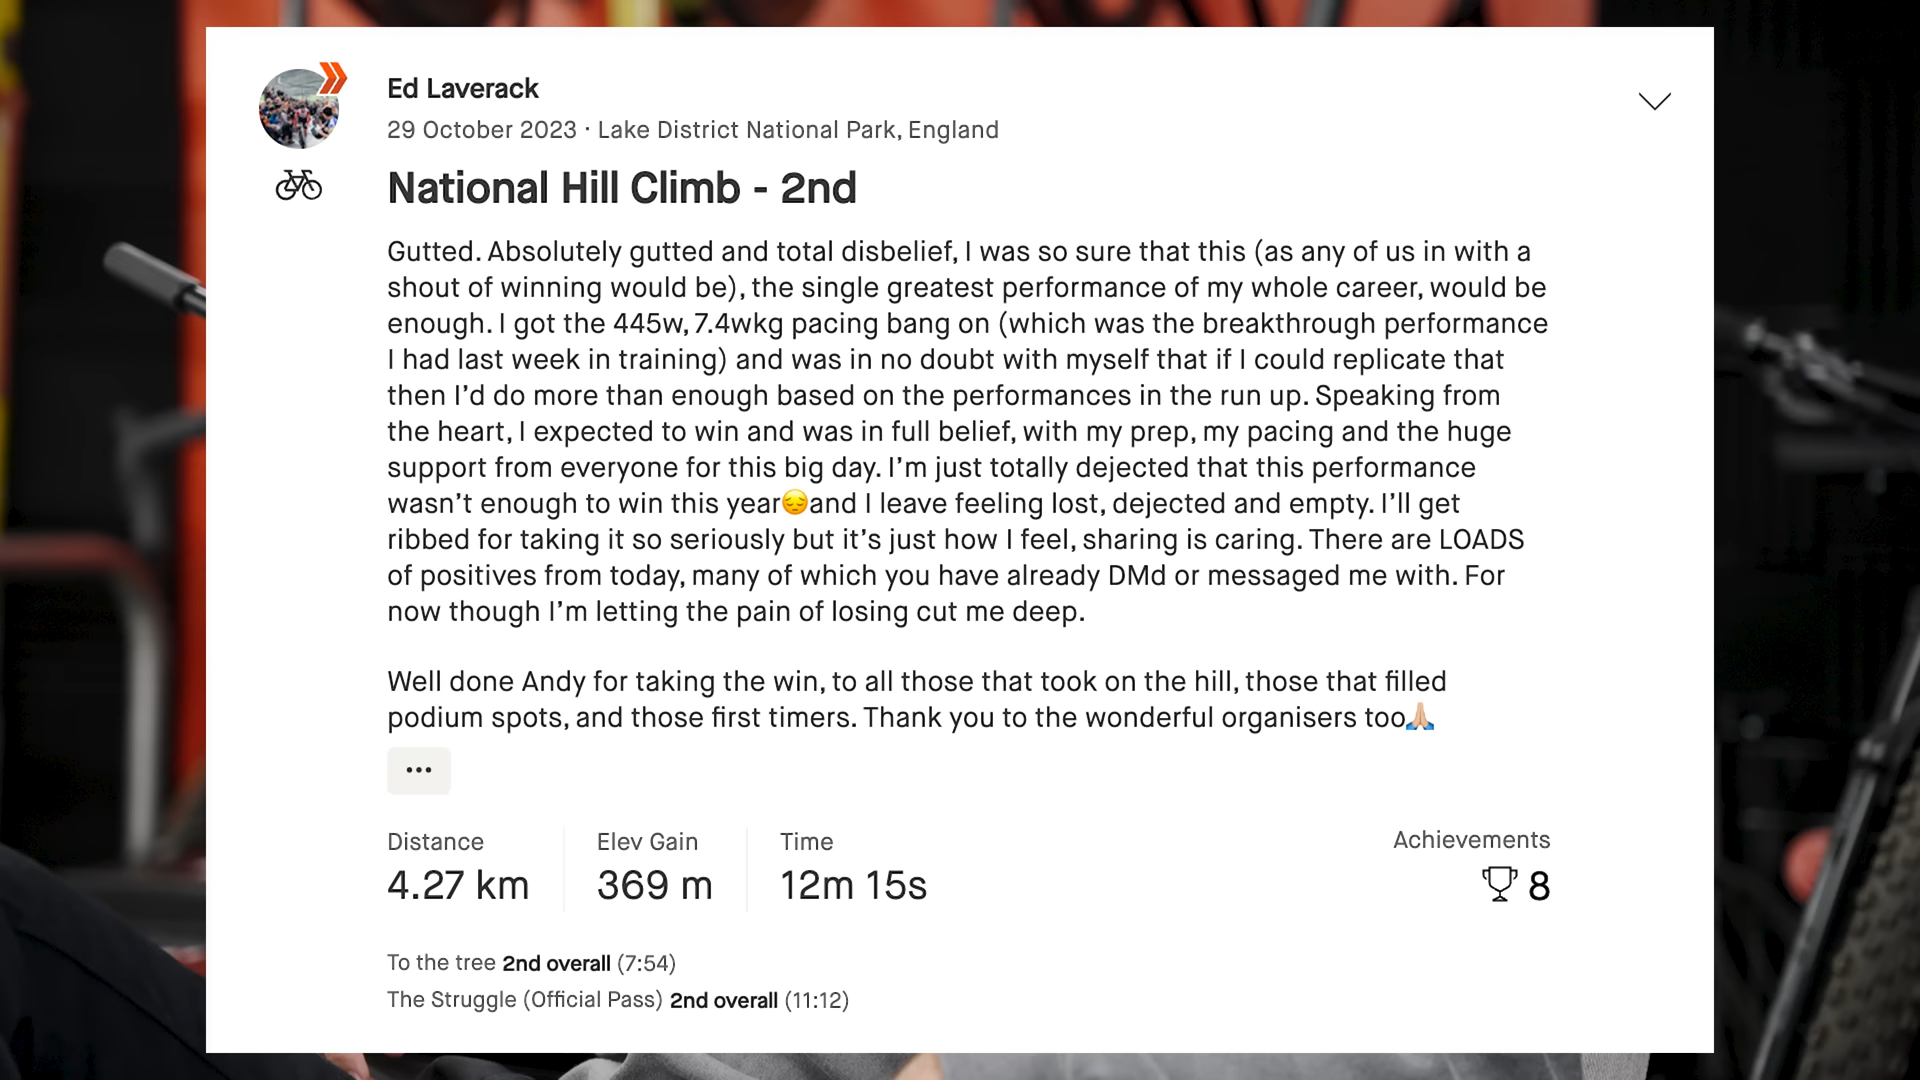 Ed Laverack
29 October 2023 · Lake District National Park, England
National Hill Climb - 2nd
Gutted. Absolutely gutted and total disbelief, I was so sure that this (as any of us in with a
shout of winning would be), the single greatest performance of my whole career, would be
enough. I got the 445w, 7.4wkg pacing bang on (which was the breakthrough performance
I had last week in training) and was in no doubt with myself that if I could replicate that
then I’d do more than enough based on the performances in the run up. Speaking from
the heart, I expected to win and was in full belief, with my prep, my pacing and the huge
support from everyone for this big day. I’m just totally dejected that this performance
wasn’t enough to win this year😔and I leave feeling lost, dejected and empty. I’ll get
ribbed for taking it so seriously but it’s just how I feel, sharing is caring. There are LOADS
of positives from today, many of which you have already DMd or messaged me with. For
now though I’m letting the pain of losing cut me deep.
Well done Andy for taking the win, to all those that took on the hill, those that filled
podium spots, and those first timers. Thank you to the wonderful organisers too🙏🏼
•••
Distance Elev Gain Time Achievements
4.27 km 369 m 12m 15s 8
To the tree 2nd overall (7:54)
The Struggle (Official Pass) 2nd overall (11:12)